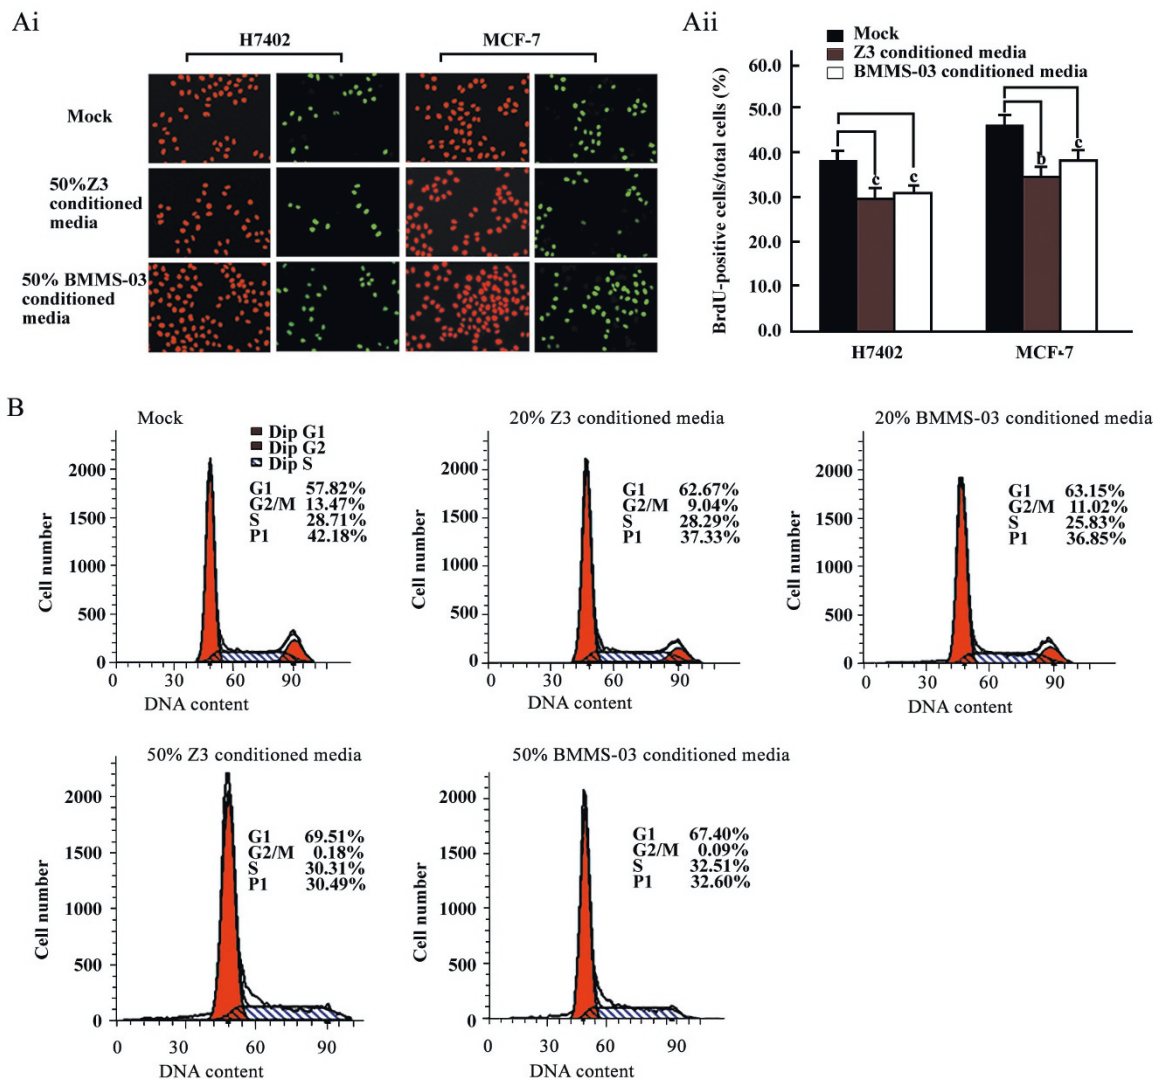 Ai
H7402
MCF-7
Mock
50%Z3
conditioned
media
50% BMMS-03
conditioned
media
Aii
Mock
Z3 conditioned media
BMMS-03 conditioned media
BrdU-positive cells/total cells (%)
60.0
50.0
40.0
30.0
20.0
10.0
0.0
c
c
b
c
H7402
MCF-7
B
Mock
Dip G1
Dip G2
Dip S
G1 57.82%
G2/M 13.47%
S 28.71%
P1 42.18%
Cell number
2000
1500
1000
500
0
0 30 60 90
DNA content
20% Z3 conditioned media
G1 62.67%
G2/M 9.04%
S 28.29%
P1 37.33%
Cell number
2000
1500
1000
500
0
0 30 60 90
DNA content
20% BMMS-03 conditioned media
G1 63.15%
G2/M 11.02%
S 25.83%
P1 36.85%
Cell number
2000
1500
1000
500
0
0 30 60 90
DNA content
50% Z3 conditioned media
G1 69.51%
G2/M 0.18%
S 30.31%
P1 30.49%
Cell number
2000
1500
1000
500
0
0 30 60 90
DNA content
50% BMMS-03 conditioned media
G1 67.40%
G2/M 0.09%
S 32.51%
P1 32.60%
Cell number
2000
1500
1000
500
0
0 30 60 90
DNA content